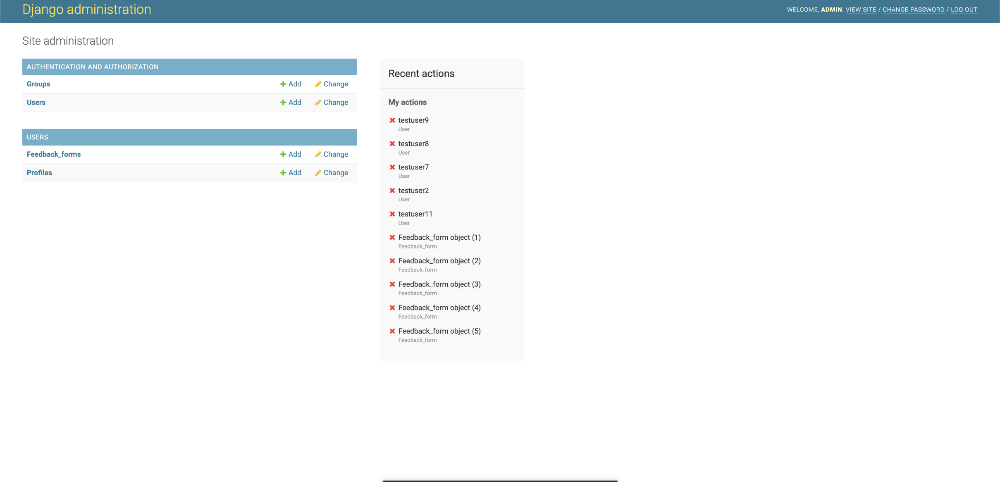 Django administration
WELCOME, ADMIN. VIEW SITE / CHANGE PASSWORD / LOG OUT
Site administration
AUTHENTICATION AND AUTHORIZATION
Groups Add Change
Users Add Change
USERS
Feedback_forms Add Change
Profiles Add Change
Recent actions
My actions
testuser9
User
testuser8
User
testuser7
User
testuser2
User
testuser11
User
Feedback_form object (1)
Feedback_form
Feedback_form object (2)
Feedback_form
Feedback_form object (3)
Feedback_form
Feedback_form object (4)
Feedback_form
Feedback_form object (5)
Feedback_form